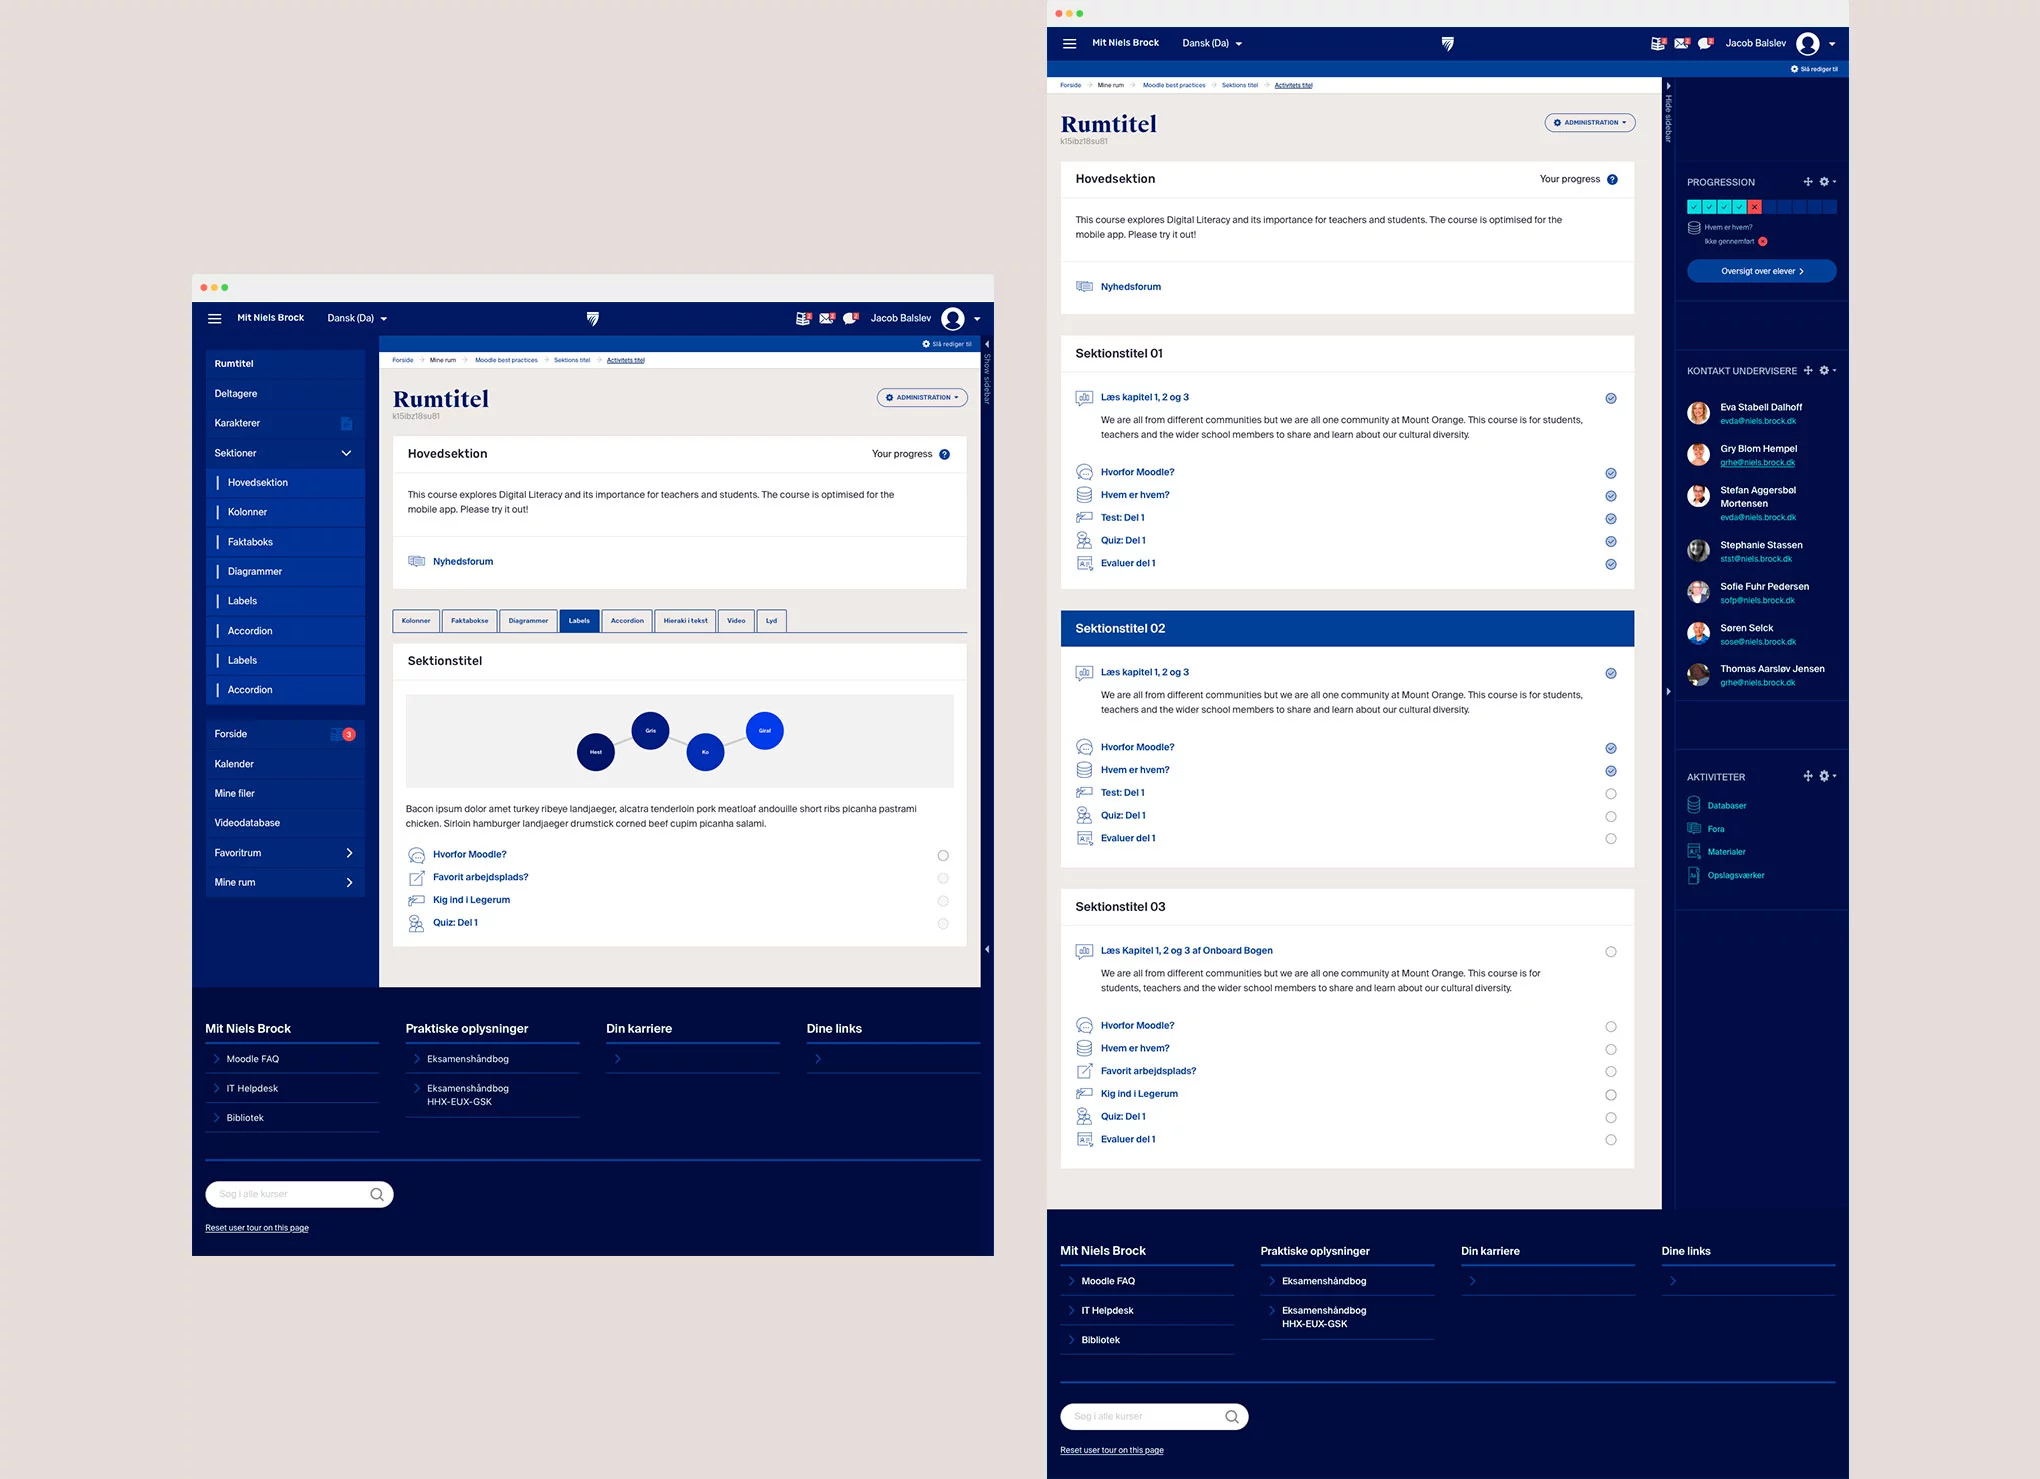 Mit Niels Brock
Dansk (Da)
2
2
2
Jacob Balslev
Slå rediger til
Show sidebar
Rumtitel
Deltagere
Karakterer
Sektioner
Hovedsektion
Kolonner
Faktaboks
Diagrammer
Labels
Accordion
Labels
Accordion
Forside
3
Kalender
Mine filer
Videodatabase
Favoritrum
Mine rum
Forside
Mine rum
Moodle best practices
Sektions titel
Activitets titel
Rumtitel
k15ibz18su81
ADMINISTRATION
Hovedsektion
Your progress ?
This course explores Digital Literacy and its importance for teachers and students. The course is optimised for the
mobile app. Please try it out!
Nyhedsforum
Kolonner
Faktabokse
Diagrammer
Labels
Accordion
Hieraki i tekst
Video
Lyd
Sektionstitel
Hest
Gris
Ko
Giraf
Bacon ipsum dolor amet turkey ribeye landjaeger, alcatra tenderloin pork meatloaf andouille short ribs picanha pastrami
chicken. Sirloin hamburger landjaeger drumstick corned beef cupim picanha salami.
Hvorfor Moodle?
Favorit arbejdsplads?
Kig ind i Legerum
Quiz: Del 1
Mit Niels Brock
Moodle FAQ
IT Helpdesk
Bibliotek
Praktiske oplysninger
Eksamenshåndbog
Eksamenshåndbog
HHX-EUX-GSK
Din karriere
Dine links
Søg i alle kurser
Reset user tour on this page
Mit Niels Brock
Dansk (Da)
2
2
2
Jacob Balslev
Slå rediger til
Forside
Mine rum
Moodle best practices
Sektions titel
Activitets titel
Hide sidebar
Rumtitel
k15ibz18su81
ADMINISTRATION
Hovedsektion
Your progress ?
This course explores Digital Literacy and its importance for teachers and students. The course is optimised for the
mobile app. Please try it out!
Nyhedsforum
Sektionstitel 01
Læs kapitel 1, 2 og 3
We are all from different communities but we are all one community at Mount Orange. This course is for students,
teachers and the wider school members to share and learn about our cultural diversity.
Hvorfor Moodle?
Hvem er hvem?
Test: Del 1
Quiz: Del 1
Evaluer del 1
Sektionstitel 02
Læs kapitel 1, 2 og 3
We are all from different communities but we are all one community at Mount Orange. This course is for students,
teachers and the wider school members to share and learn about our cultural diversity.
Hvorfor Moodle?
Hvem er hvem?
Test: Del 1
Quiz: Del 1
Evaluer del 1
Sektionstitel 03
Læs Kapitel 1, 2 og 3 af Onboard Bogen
We are all from different communities but we are all one community at Mount Orange. This course is for
students, teachers and the wider school members to share and learn about our cultural diversity.
Hvorfor Moodle?
Hvem er hvem?
Favorit arbejdsplads?
Kig ind i Legerum
Quiz: Del 1
Evaluer del 1
PROGRESSION
Hvem er hvem?
Ikke gennemført
Oversigt over elever
KONTAKT UNDERVISERE
Eva Stabell Dalhoff
evda@niels.brock.dk
Gry Blom Hempel
grhe@niels.brock.dk
Stefan Aggersbøl
Mortensen
evda@niels.brock.dk
Stephanie Stassen
stst@niels.brock.dk
Sofie Fuhr Pedersen
sofp@niels.brock.dk
Søren Selck
sose@niels.brock.dk
Thomas Aarsløv Jensen
grhe@niels.brock.dk
AKTIVITETER
Databaser
Fora
Materialer
Opslagsværker
Mit Niels Brock
Moodle FAQ
IT Helpdesk
Bibliotek
Praktiske oplysninger
Eksamenshåndbog
Eksamenshåndbog
HHX-EUX-GSK
Din karriere
Dine links
Søg i alle kurser
Reset user tour on this page